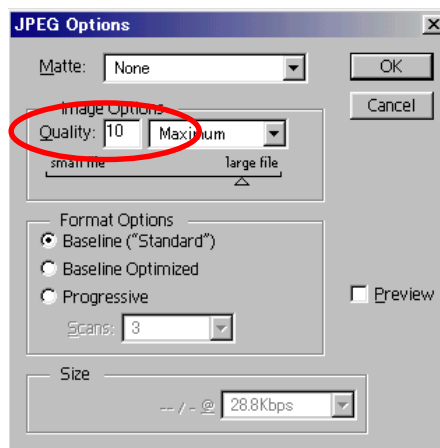 JPEG Options
Matte: None
OK
Cancel
Image Options
Quality: 10 Maximum
small file large file
Format Options
Baseline ("Standard")
Baseline Optimized
Progressive
Scans: 3
Preview
Size
-- / - @ 28.8Kbps